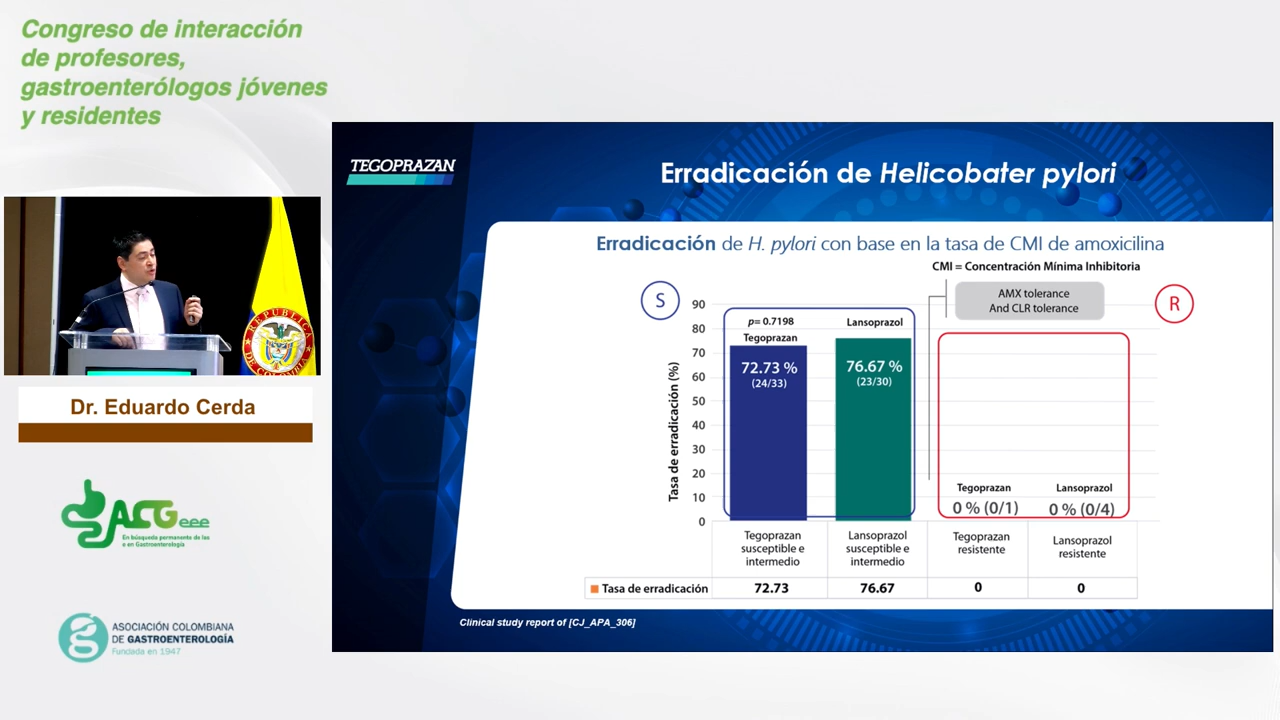 Congreso de interacción
de profesores,
gastroenterólogos jóvenes
y residentes
REPÚBLICA
DE COLOMBIA
Dr. Eduardo Cerda
ACGeee
En búsqueda permanente de las
e en Gastroenterología
ASOCIACIÓN COLOMBIANA
DE GASTROENTEROLOGÍA
Fundada en 1947
TEGOPRAZAN
Erradicación de Helicobater pylori
Erradicación de H. pylori con base en la tasa de CMI de amoxicilina
CMI = Concentración Mínima Inhibitoria
S
AMX tolerance
And CLR tolerance
R
Tasa de erradicación (%)
90
80
70
60
50
40
30
20
10
0
p= 0.7198
Tegoprazan
72.73 %
(24/33)
Lansoprazol
76.67 %
(23/30)
Tegoprazan
0 % (0/1)
Lansoprazol
0 % (0/4)
Tegoprazan
susceptible e
intermedio
Lansoprazol
susceptible e
intermedio
Tegoprazan
resistente
Lansoprazol
resistente
Tasa de erradicación 72.73 76.67 0 0
Clinical study report of [CJ_APA_306]